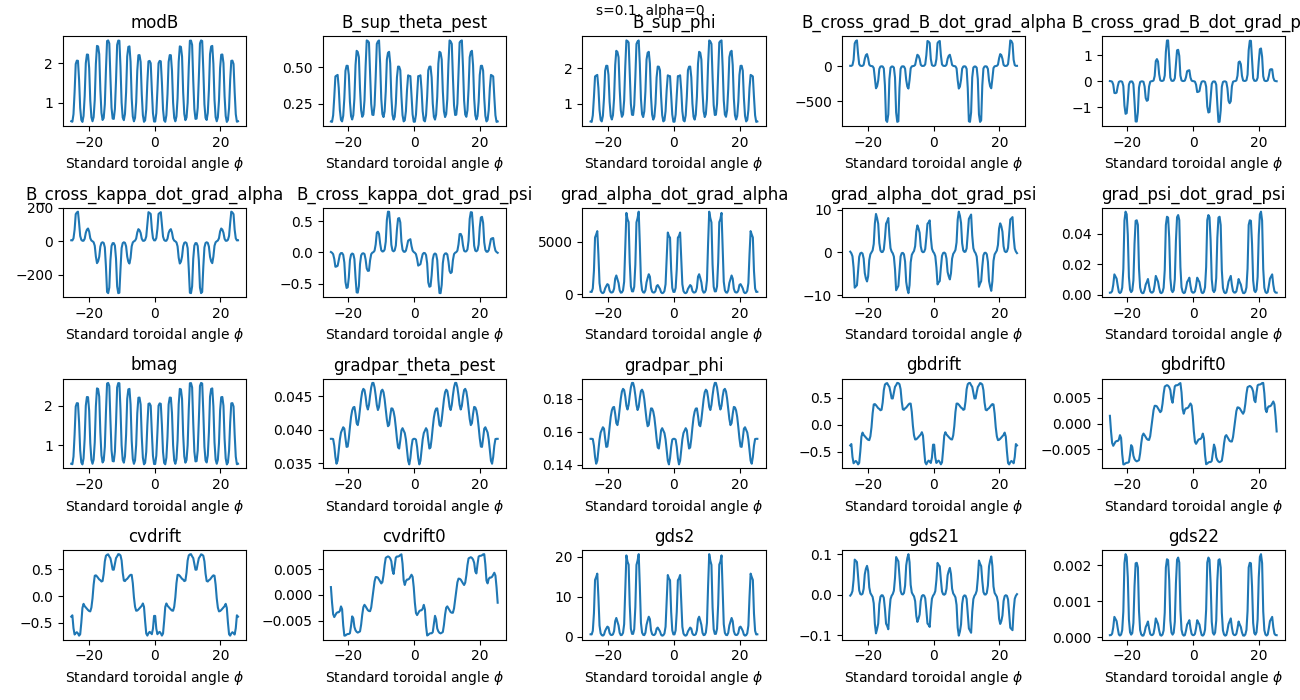 s=0.1, alpha=0
modB
B_sup_theta_pest
B_sup_phi
B_cross_grad_B_dot_grad_alpha
B_cross_grad_B_dot_grad_p
2
1
−20 0 20
Standard toroidal angle ϕ
0.50
0.25
−20 0 20
Standard toroidal angle ϕ
2
1
−20 0 20
Standard toroidal angle ϕ
0
−500
−20 0 20
Standard toroidal angle ϕ
1
0
−1
−20 0 20
Standard toroidal angle ϕ
B_cross_kappa_dot_grad_alpha
B_cross_kappa_dot_grad_psi
grad_alpha_dot_grad_alpha
grad_alpha_dot_grad_psi
grad_psi_dot_grad_psi
200
0
−200
−20 0 20
Standard toroidal angle ϕ
0.5
0.0
−0.5
−20 0 20
Standard toroidal angle ϕ
5000
0
−20 0 20
Standard toroidal angle ϕ
10
0
−10
−20 0 20
Standard toroidal angle ϕ
0.04
0.02
0.00
−20 0 20
Standard toroidal angle ϕ
bmag
gradpar_theta_pest
gradpar_phi
gbdrift
gbdrift0
2
1
−20 0 20
Standard toroidal angle ϕ
0.045
0.040
0.035
−20 0 20
Standard toroidal angle ϕ
0.18
0.16
0.14
−20 0 20
Standard toroidal angle ϕ
0.5
0.0
−0.5
−20 0 20
Standard toroidal angle ϕ
0.005
0.000
−0.005
−20 0 20
Standard toroidal angle ϕ
cvdrift
cvdrift0
gds2
gds21
gds22
0.5
0.0
−0.5
−20 0 20
Standard toroidal angle ϕ
0.005
0.000
−0.005
−20 0 20
Standard toroidal angle ϕ
20
10
0
−20 0 20
Standard toroidal angle ϕ
0.1
0.0
−0.1
−20 0 20
Standard toroidal angle ϕ
0.002
0.001
0.000
−20 0 20
Standard toroidal angle ϕ